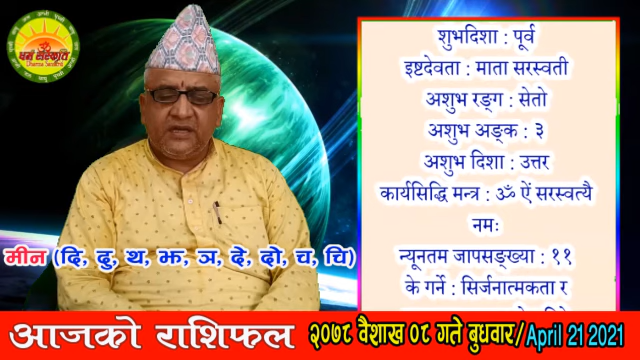 धर्म संस्कृति
Dharma Sanskriti
शुभदिशा : पूर्व
इष्टदेवता : माता सरस्वती
अशुभ रङ्ग : सेतो
अशुभ अङ्क : ३
अशुभ दिशा : उत्तर
कार्यसिद्धि मन्त्र : ॐ ऐं सरस्वत्यै
नमः
न्यूनतम जापसङ्ख्या : ११
के गर्ने : सिर्जनात्मकता र
मीन (दि, दु, थ, झ, ञ, दे, दो, च, चि)
आजको राशिफल २०७८ वैशाख ०८ गते बुधवार/April 21 2021